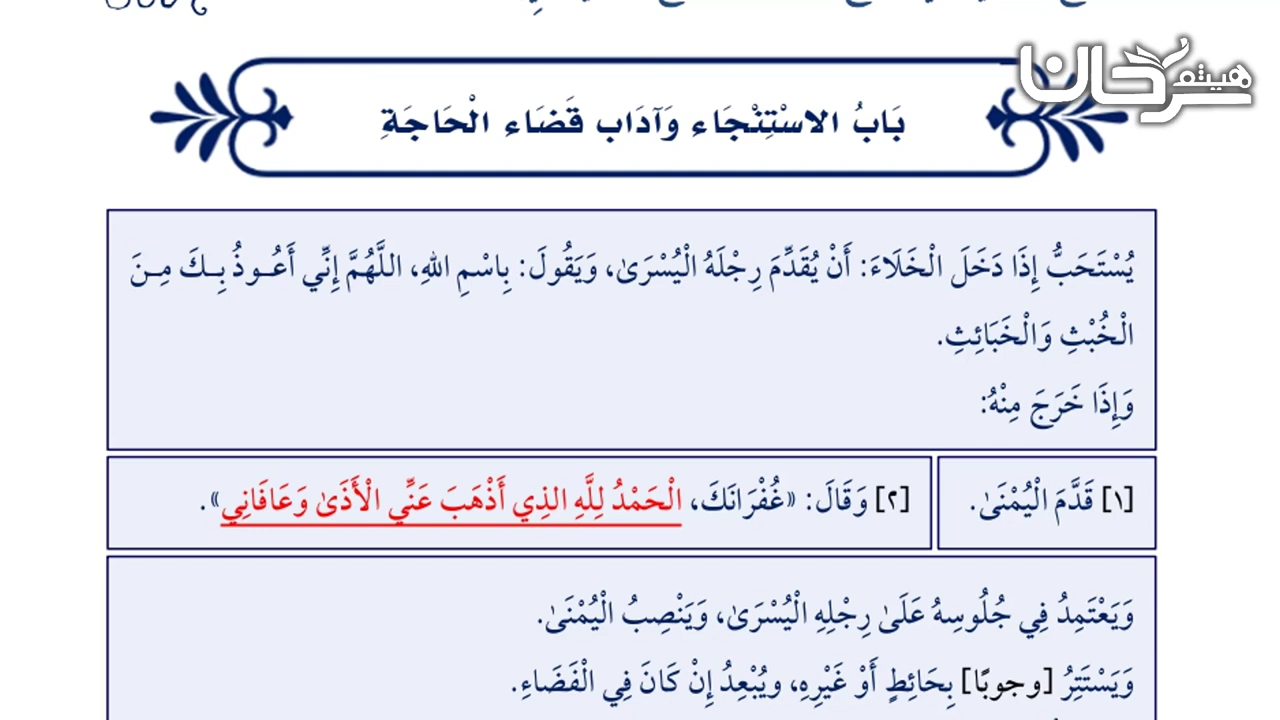 هيثم سرحان
بَابُ الاسْتِنْجَاء وَآدَاب قَضَاء الْحَاجَةِ
يُسْتَحَبُّ إِذَا دَخَلَ الْخَلَاءَ: أَنْ يُقَدِّمَ رِجْلَهُ الْيُسْرَىٰ، وَيَقُولَ: بِاسْمِ اللهِ، اللَّهُمَّ إِنِّي أَعُوذُ بِكَ مِنَ
الْخُبْثِ وَالْخَبَائِثِ.
وَإِذَا خَرَجَ مِنْهُ:
[١] قَدَّمَ الْيُمْنَىٰ.
[٢] وَقَالَ: «غُفْرَانَكَ، الْحَمْدُ لِلَّهِ الذِي أَذْهَبَ عَنِّي الْأَذَىٰ وَعَافَانِي».
وَيَعْتَمِدُ فِي جُلُوسِهُ عَلَىٰ رِجْلِهِ الْيُسْرَىٰ، وَيَنْصِبُ الْيُمْنَىٰ.
وَيَسْتَتِرُ [وجوبًا] بِحَائِطٍ أَوْ غَيْرِهِ، ويُبْعِدُ إِنْ كَانَ فِي الْفَضَاءِ.